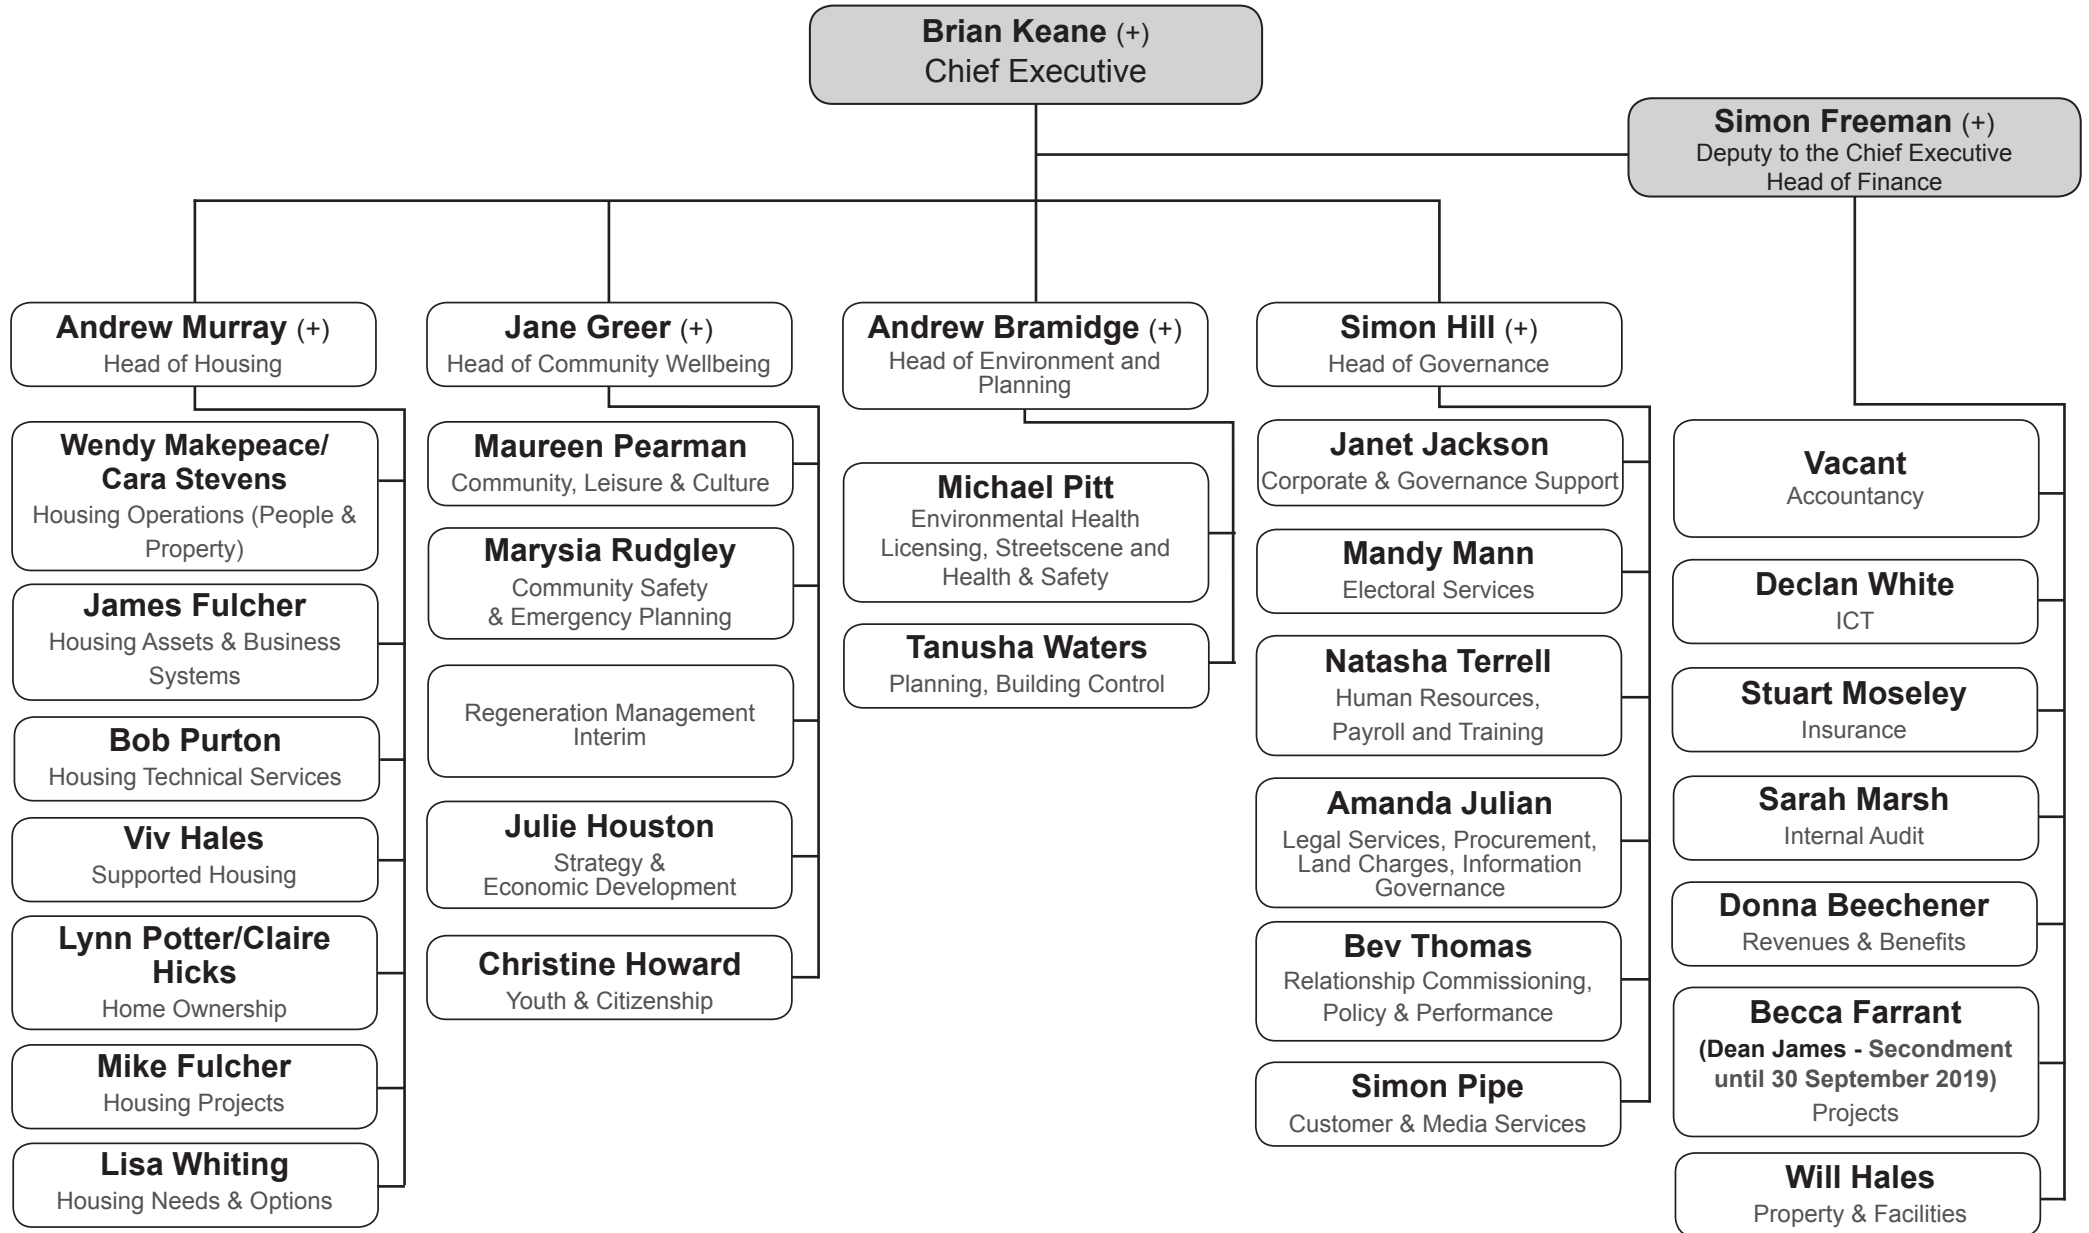 Brian Keane (+)
Chief Executive
Simon Freeman (+)
Deputy to the Chief Executive
Head of Finance
Andrew Murray (+)
Head of Housing
Jane Greer (+)
Head of Community Wellbeing
Andrew Bramidge (+)
Head of Environment and
Planning
Simon Hill (+)
Head of Governance
Wendy Makepeace/
Cara Stevens
Housing Operations (People &
Property)
James Fulcher
Housing Assets & Business
Systems
Bob Purton
Housing Technical Services
Viv Hales
Supported Housing
Lynn Potter/Claire
Hicks
Home Ownership
Mike Fulcher
Housing Projects
Lisa Whiting
Housing Needs & Options
Maureen Pearman
Community, Leisure & Culture
Marysia Rudgley
Community Safety
& Emergency Planning
Regeneration Management
Interim
Julie Houston
Strategy &
Economic Development
Christine Howard
Youth & Citizenship
Michael Pitt
Environmental Health
Licensing, Streetscene and
Health & Safety
Tanusha Waters
Planning, Building Control
Janet Jackson
Corporate & Governance Support
Mandy Mann
Electoral Services
Natasha Terrell
Human Resources,
Payroll and Training
Amanda Julian
Legal Services, Procurement,
Land Charges, Information
Governance
Bev Thomas
Relationship Commissioning,
Policy & Performance
Simon Pipe
Customer & Media Services
Vacant
Accountancy
Declan White
ICT
Stuart Moseley
Insurance
Sarah Marsh
Internal Audit
Donna Beechener
Revenues & Benefits
Becca Farrant
(Dean James - Secondment
until 30 September 2019)
Projects
Will Hales
Property & Facilities